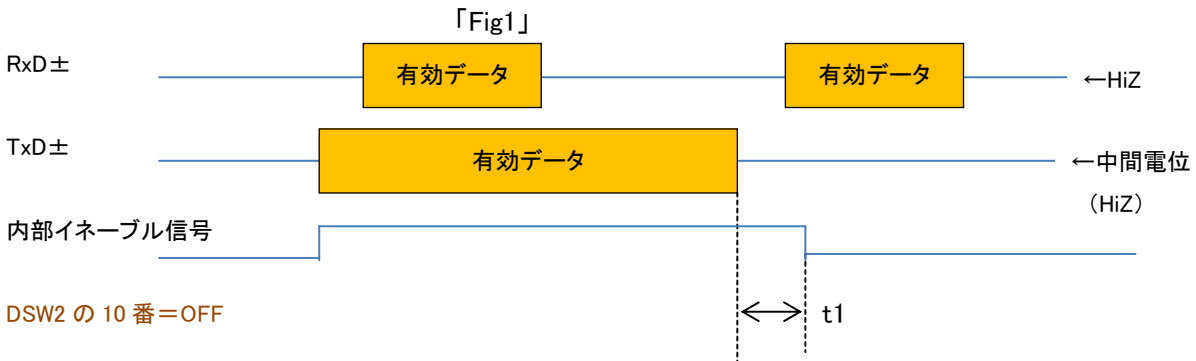 「Fig1」
RxD±
有効データ
有効データ
←HiZ
TxD±
有効データ
←中間電位
（HiZ）
内部イネーブル信号
DSW2 の 10 番＝OFF
t1